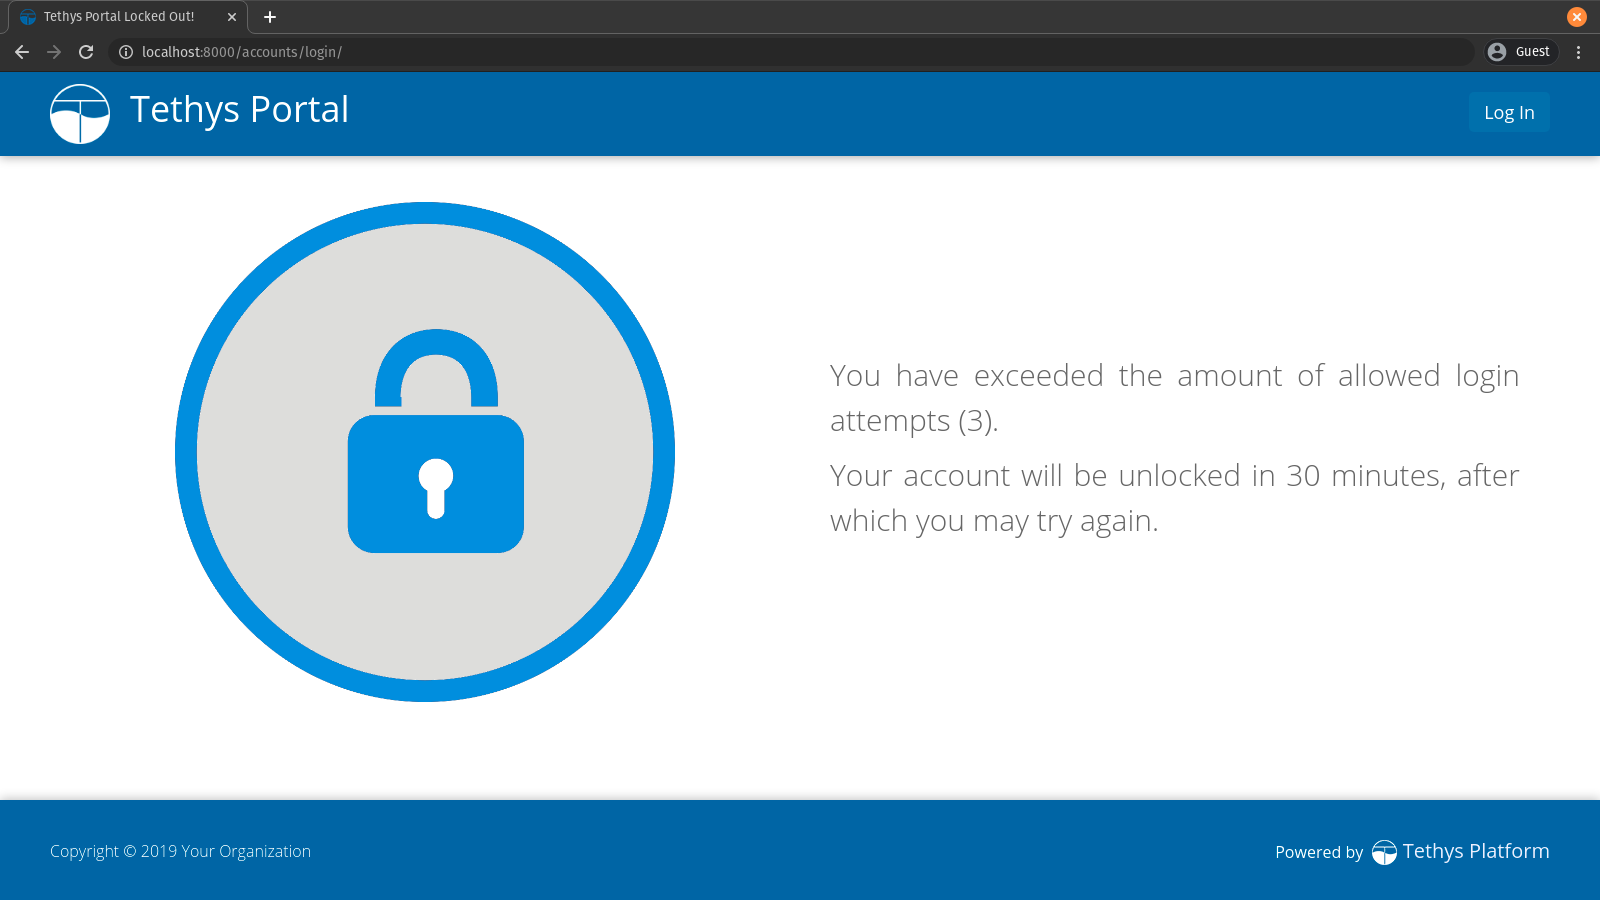 Tethys Portal Locked Out!
localhost:8000/accounts/login/
Guest
Tethys Portal
Log In
You have exceeded the amount of allowed login
attempts (3).
Your account will be unlocked in 30 minutes, after
which you may try again.
Copyright © 2019 Your Organization
Powered by Tethys Platform